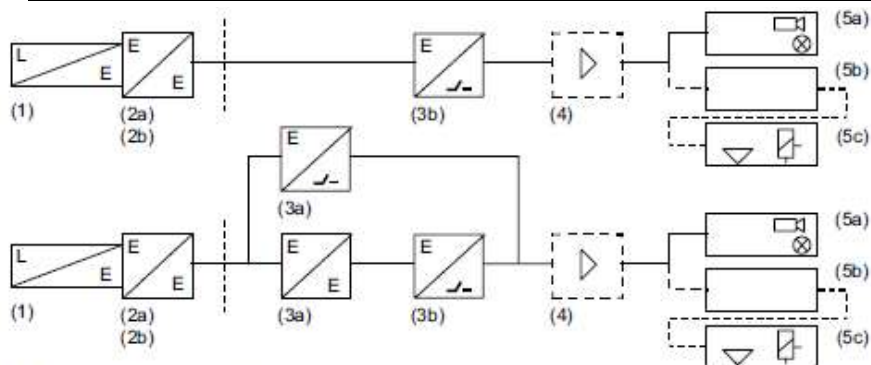 (5a)
L E E E E
(5b)
(1) (2a) (3b) (4)
(2b)
(5c)
E
(3a)
(5a)
L E E E E E E
(5b)
(1) (2a) (3a) (3b) (4)
(2b)
(5c)